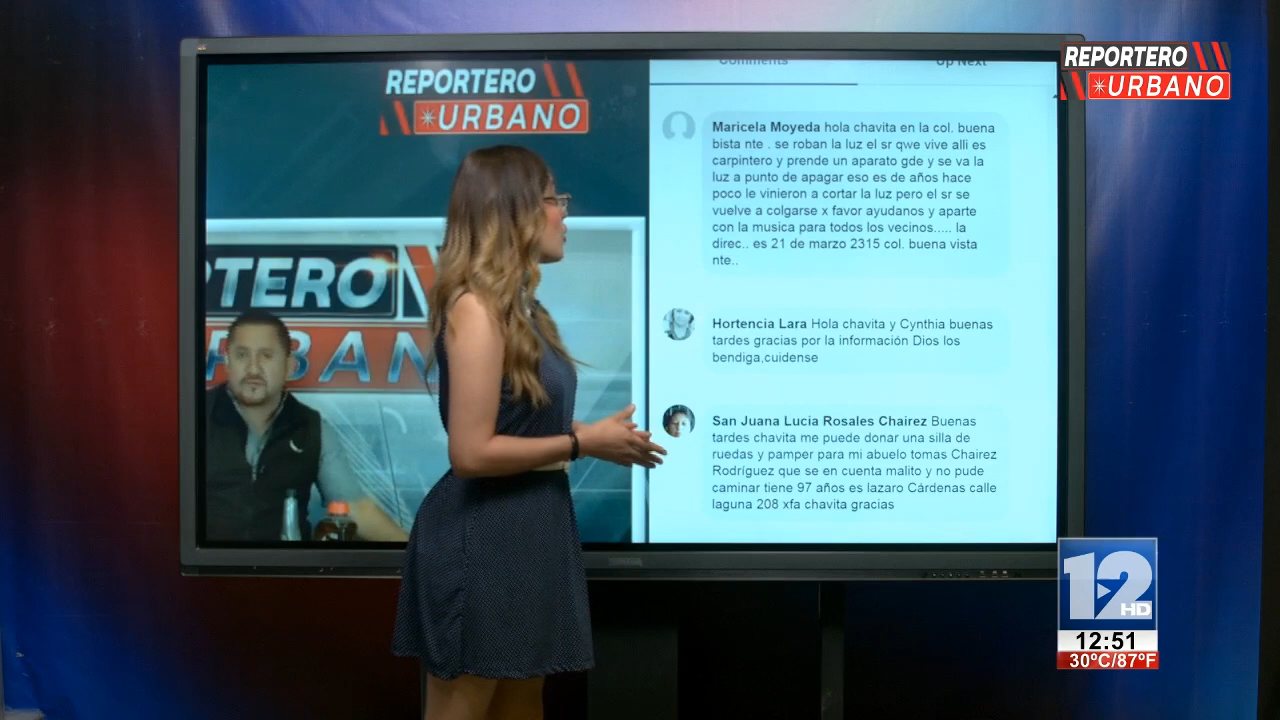 REPORTERO
URBANO
RTERO
RBAN
Comments
Up Next
Maricela Moyeda hola chavita en la col. buena
bista nte . se roban la luz el sr qwe vive alli es
carpintero y prende un aparato gde y se va la
luz a punto de apagar eso es de años hace
poco le vinieron a cortar la luz pero el sr se
vuelve a colgarse x favor ayudanos y aparte
con la musica para todos los vecinos..... la
direc.. es 21 de marzo 2315 col. buena vista
nte..
Hortencia Lara Hola chavita y Cynthia buenas
tardes gracias por la información Dios los
bendiga,cuidense
San Juana Lucia Rosales Chairez Buenas
tardes chavita me puede donar una silla de
ruedas y pamper para mi abuelo tomas Chairez
Rodríguez que se en cuenta malito y no pude
caminar tiene 97 años es lazaro Cárdenas calle
laguna 208 xfa chavita gracias
REPORTERO
URBANO
12
HD
12:51
30ºC/87ºF